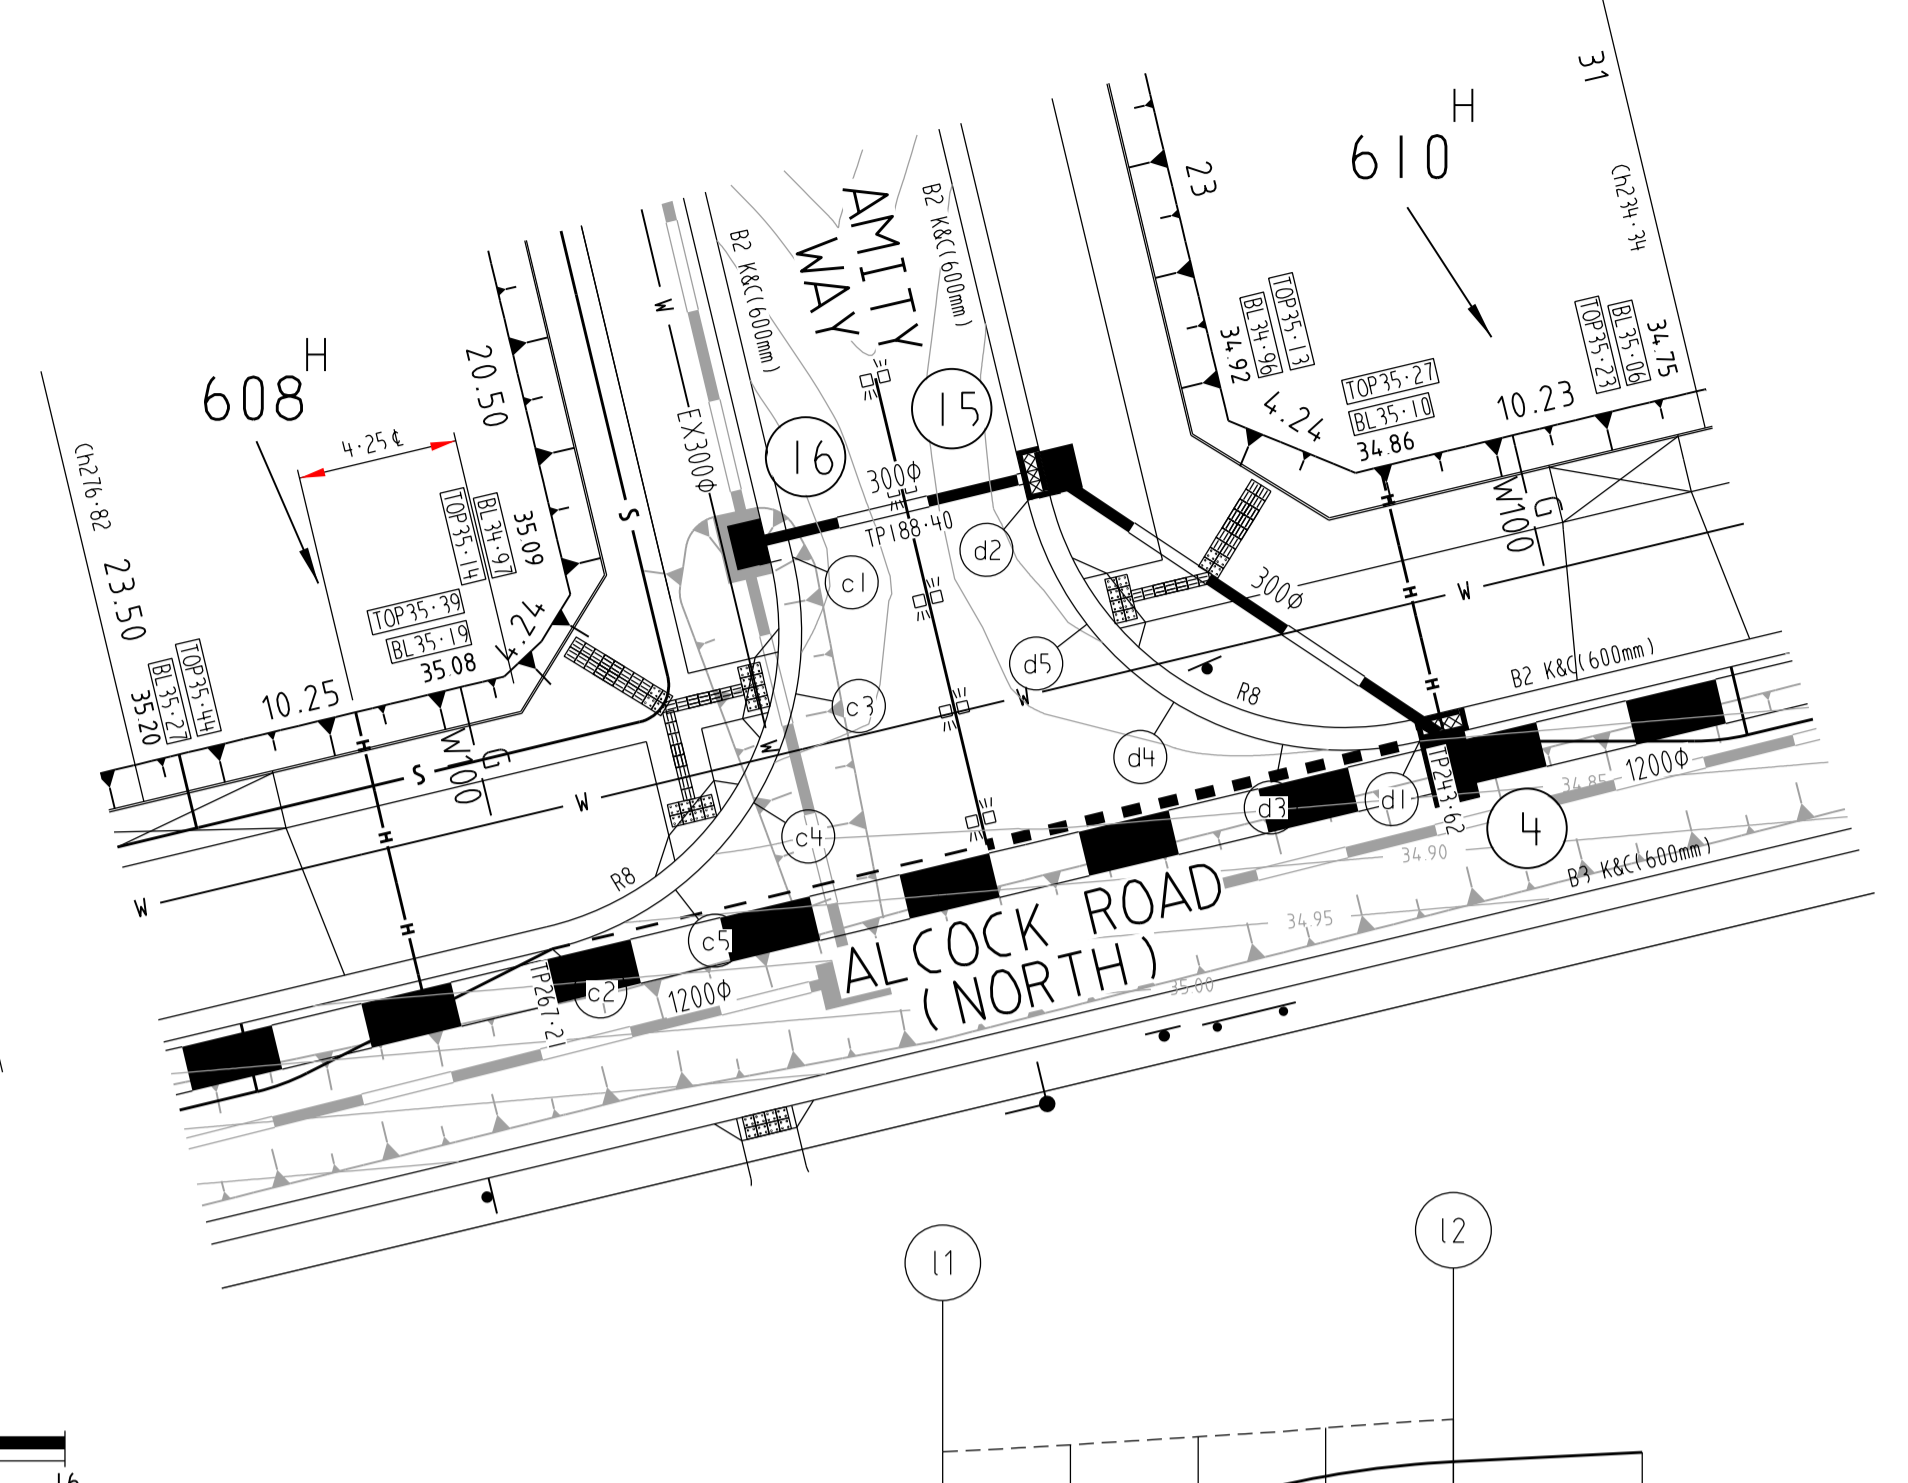 31
H
610
23
Ch234·34
AMITY
WAY
B2 K&C(600mm)
B2 K&C(600mm)
W
H
608
20.50
4·25℄
Ch276·82
23.50
TOP35·13
BL34·96
34.92
TOP35·23
BL35·06
34.75
TOP35·27
BL35·10
34.86
4.24
10.23
15
16
EX300Φ
300Φ
TP188·40
S
TOP35·14
BL34·97
35.09
TOP35·39
BL35·19
35.08
4.24
TOP35·44
BL35·27
35.20
10.25
H
W100
G
H
W100
G
c1
d2
300Φ
H
W
d5
c3
W
R8
H
B2 K&C(600mm)
W
S
d4
W
H
c4
d3
d1
TP243·62
4
34.85
1200Φ
34.90
B3 K&C(600mm)
W
R8
H
c5
ALCOCK ROAD
(NORTH)
34.95
35.00
TP267·21
c2
1200Φ
l1
l2
16